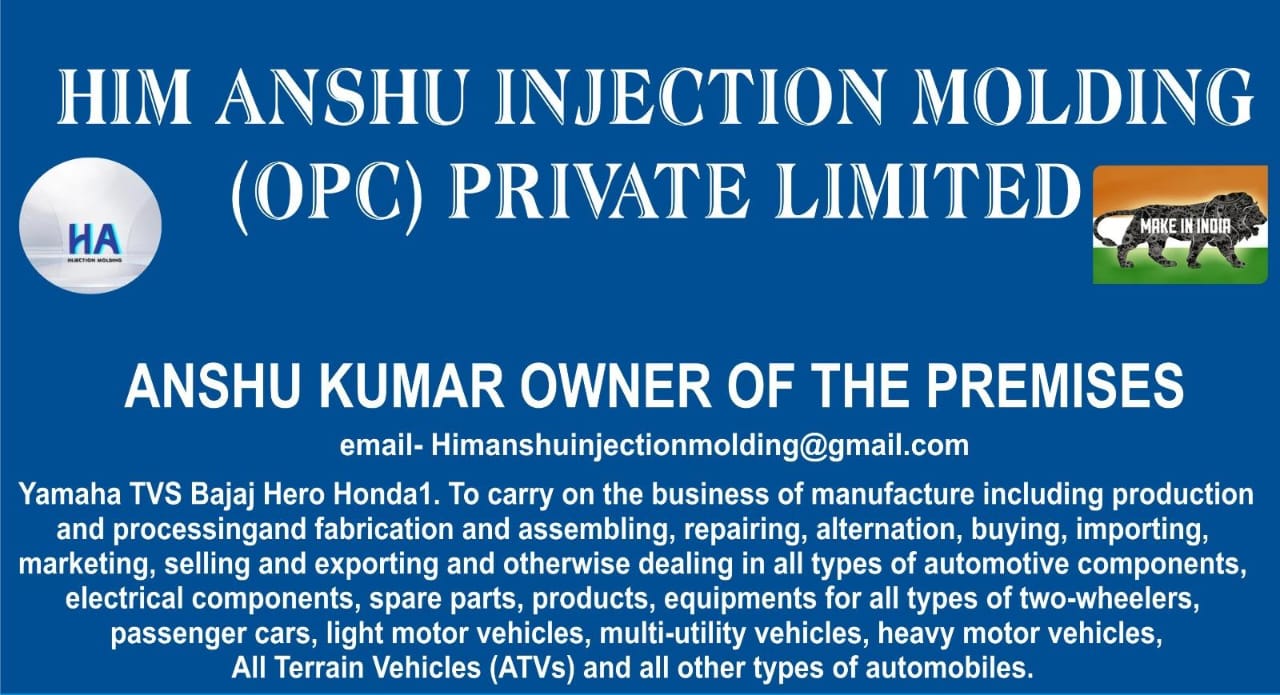 HIM ANSHU INJECTION MOLDING
(OPC) PRIVATE LIMITED
HA
INJECTION MOLDING
MAKE IN INDIA
ANSHU KUMAR OWNER OF THE PREMISES
email- Himanshuinjectionmolding@gmail.com
Yamaha TVS Bajaj Hero Honda1. To carry on the business of manufacture including production
and processingand fabrication and assembling, repairing, alternation, buying, importing,
marketing, selling and exporting and otherwise dealing in all types of automotive components,
electrical components, spare parts, products, equipments for all types of two-wheelers,
passenger cars, light motor vehicles, multi-utility vehicles, heavy motor vehicles,
All Terrain Vehicles (ATVs) and all other types of automobiles.